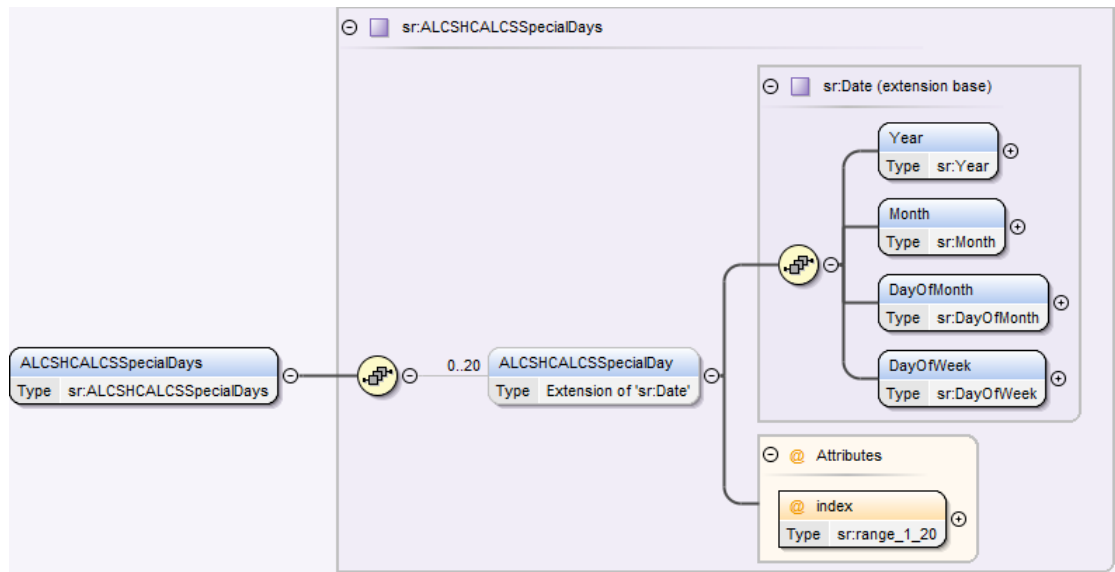 sr:ALCSHCALCSSpecialDays
sr:Date (extension base)
Year
Type sr:Year
Month
Type sr:Month
DayOfMonth
Type sr:DayOfMonth
DayOfWeek
Type sr:DayOfWeek
ALCSHCALCSSpecialDays
Type sr:ALCSHCALCSSpecialDays
0..20
ALCSHCALCSSpecialDay
Type Extension of 'sr:Date'
@ Attributes
@ index
Type sr:range_1_20